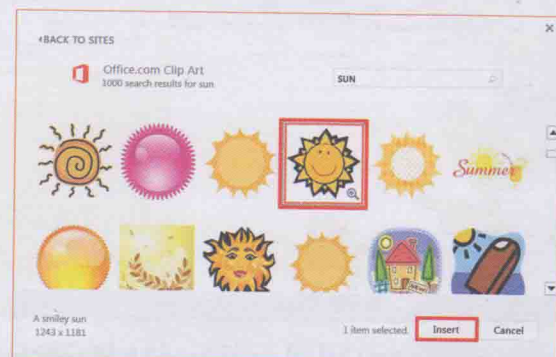 BACK TO SITES
Office.com Clip Art
1000 search results for sun
SUN
Summer
A smiley sun
1243 x 1181
1 item selected.
Insert
Cancel